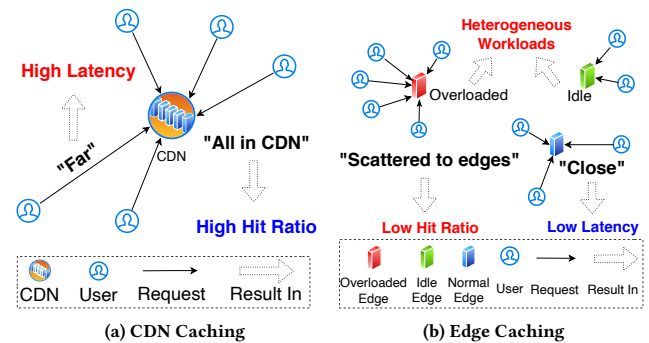 High Latency
"Far"
CDN
"All in CDN"
High Hit Ratio
CDN
User
Request
Result In
(a) CDN Caching
Heterogeneous
Workloads
Overloaded
Idle
"Scattered to edges"
"Close"
Low Hit Ratio
Low Latency
Overloaded
Edge
Idle
Edge
Normal
Edge
User
Request
Result In
(b) Edge Caching